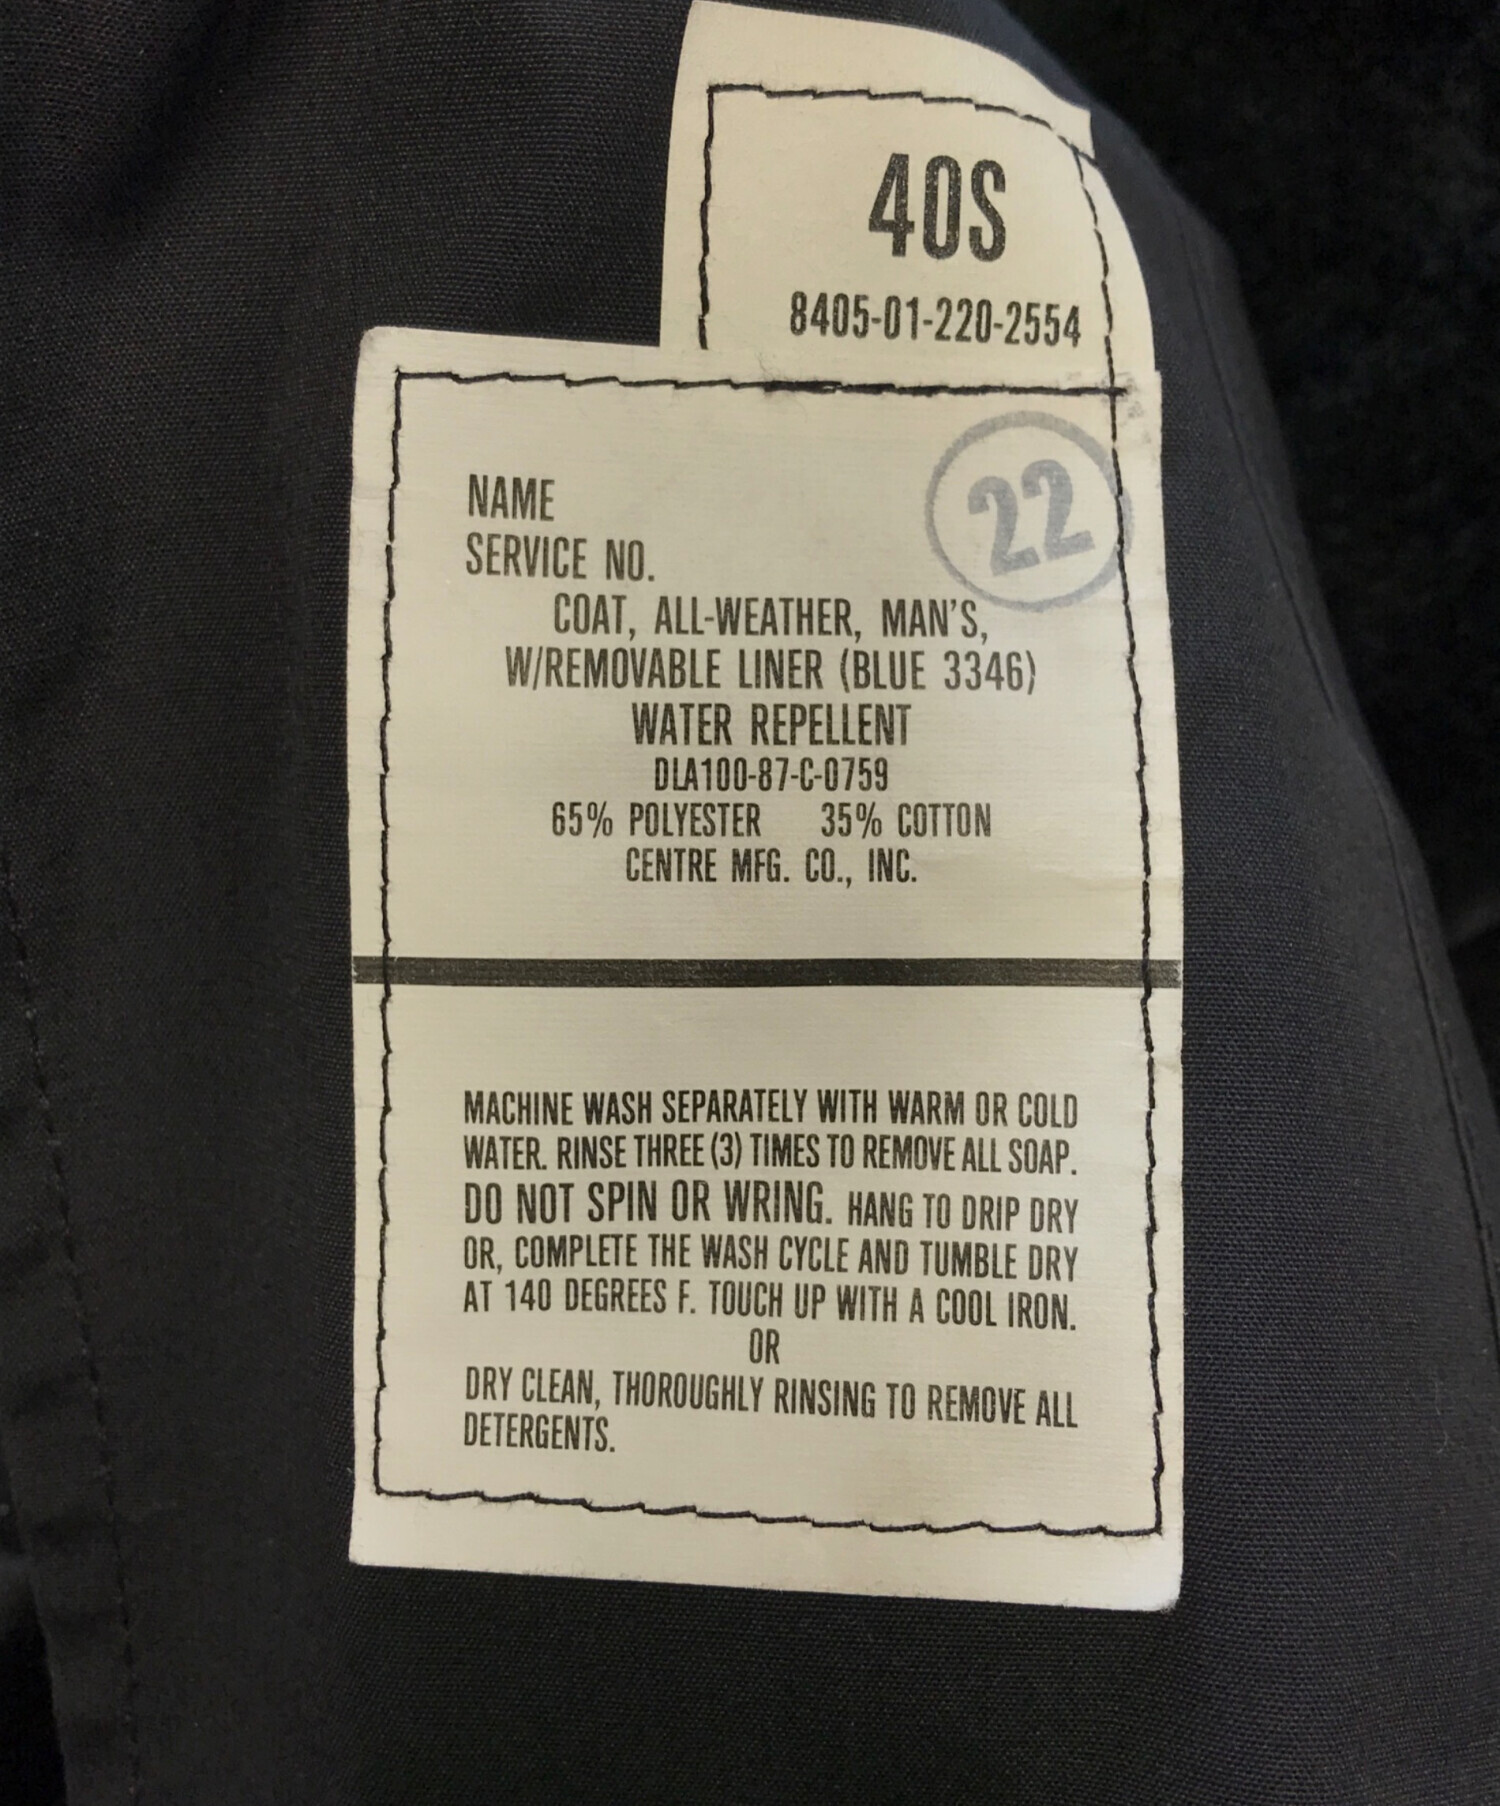 40S
8405-01-220-2554
22
NAME
SERVICE NO.
COAT, ALL-WEATHER, MAN'S,
W/REMOVABLE LINER (BLUE 3346)
WATER REPELLENT
DLA100-87-C-0759
65% POLYESTER 35% COTTON
CENTRE MFG. CO., INC.
MACHINE WASH SEPARATELY WITH WARM OR COLD
WATER. RINSE THREE (3) TIMES TO REMOVE ALL SOAP.
DO NOT SPIN OR WRING. HANG TO DRIP DRY
OR, COMPLETE THE WASH CYCLE AND TUMBLE DRY
AT 140 DEGREES F. TOUCH UP WITH A COOL IRON.
OR
DRY CLEAN, THOROUGHLY RINSING TO REMOVE ALL
DETERGENTS.